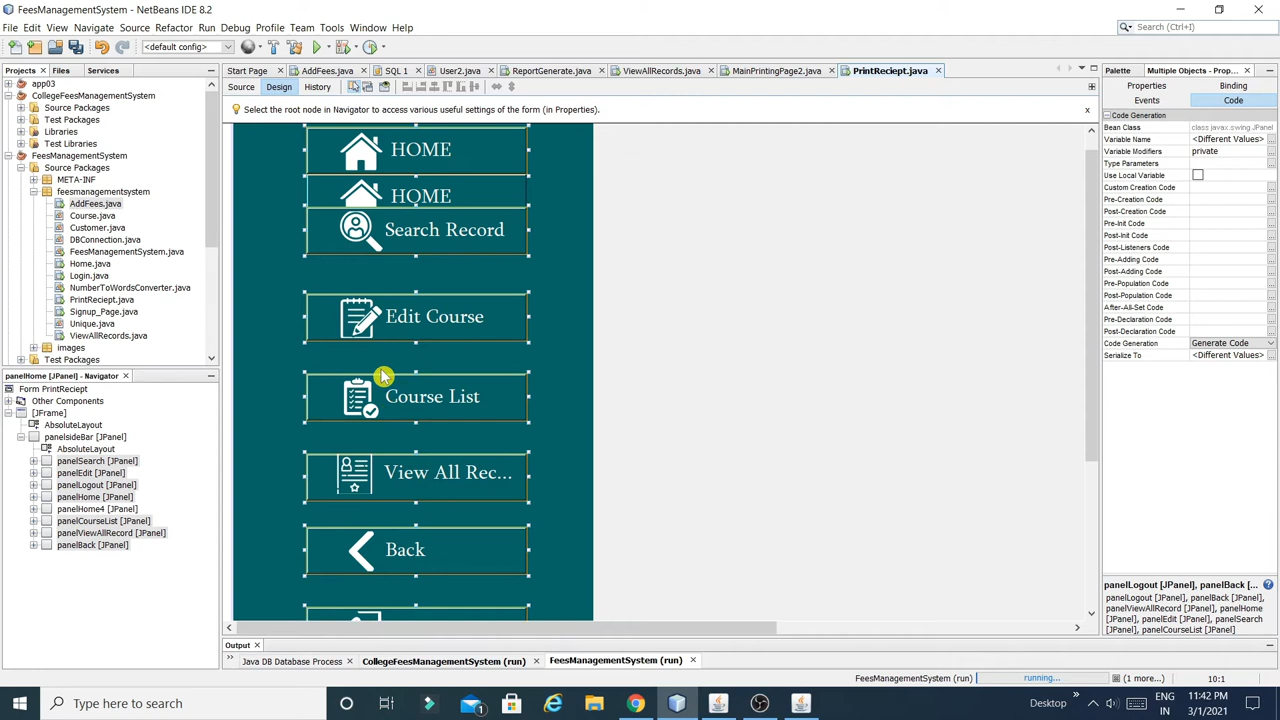 FeesManagementSystem - NetBeans IDE 8.2
File Edit View Navigate Source Refactor Run Debug Profile Team Tools Window Help
Search (Ctrl+I)
<default config>
Projects Files Services
Start Page AddFees.java SQL 1 User2.java ReportGenerate.java ViewAllRecords.java MainPrintingPage2.java PrintReciept.java
Source Design History
Select the root node in Navigator to access various useful settings of the form (in Properties).
app03
CollegeFeesManagementSystem
Source Packages
Test Packages
Libraries
Test Libraries
FeesManagementSystem
Source Packages
META-INF
feesmanagementsystem
AddFees.java
Course.java
Customer.java
DBConnection.java
FeesManagementSystem.java
Home.java
Login.java
NumberToWordsConverter.java
PrintReciept.java
Signup_Page.java
Unique.java
ViewAllRecords.java
images
Test Packages
panelHome [JPanel] - Navigator
Form PrintReciept
Other Components
[JFrame]
AbsoluteLayout
panelsideBar [JPanel]
AbsoluteLayout
panelSearch [JPanel]
panelEdit [JPanel]
panelLogout [JPanel]
panelHome [JPanel]
panelHome4 [JPanel]
panelCourseList [JPanel]
panelViewAllRecord [JPanel]
panelBack [JPanel]
HOME
HOME
Search Record
Edit Course
Course List
View All Rec...
Back
Palette Multiple Objects - Prop...
Properties Binding
Events Code
Code Generation
Bean Class class javax.swing.JPanel
Variable Name <Different Values>
Variable Modifiers private
Type Parameters
Use Local Variable
Custom Creation Code
Pre-Creation Code
Post-Creation Code
Pre-Init Code
Post-Init Code
Post-Listeners Code
Pre-Adding Code
Post-Adding Code
Pre-Population Code
Post-Population Code
After-All-Set Code
Pre-Declaration Code
Post-Declaration Code
Code Generation Generate Code
Serialize To <Different Values>
panelLogout [JPanel], panelBack [...
panelLogout [JPanel], panelBack [JPanel],
panelViewAllRecord [JPanel], panelHome
[JPanel], panelEdit [JPanel], panelSearch
[JPanel], panelCourseList [JPanel]
Output
Java DB Database Process CollegeFeesManagementSystem (run) FeesManagementSystem (run)
FeesManagementSystem (run) running... (1 more...) 10:1
Type here to search
1
Desktop
ENG
IN
11:42 PM
3/1/2021